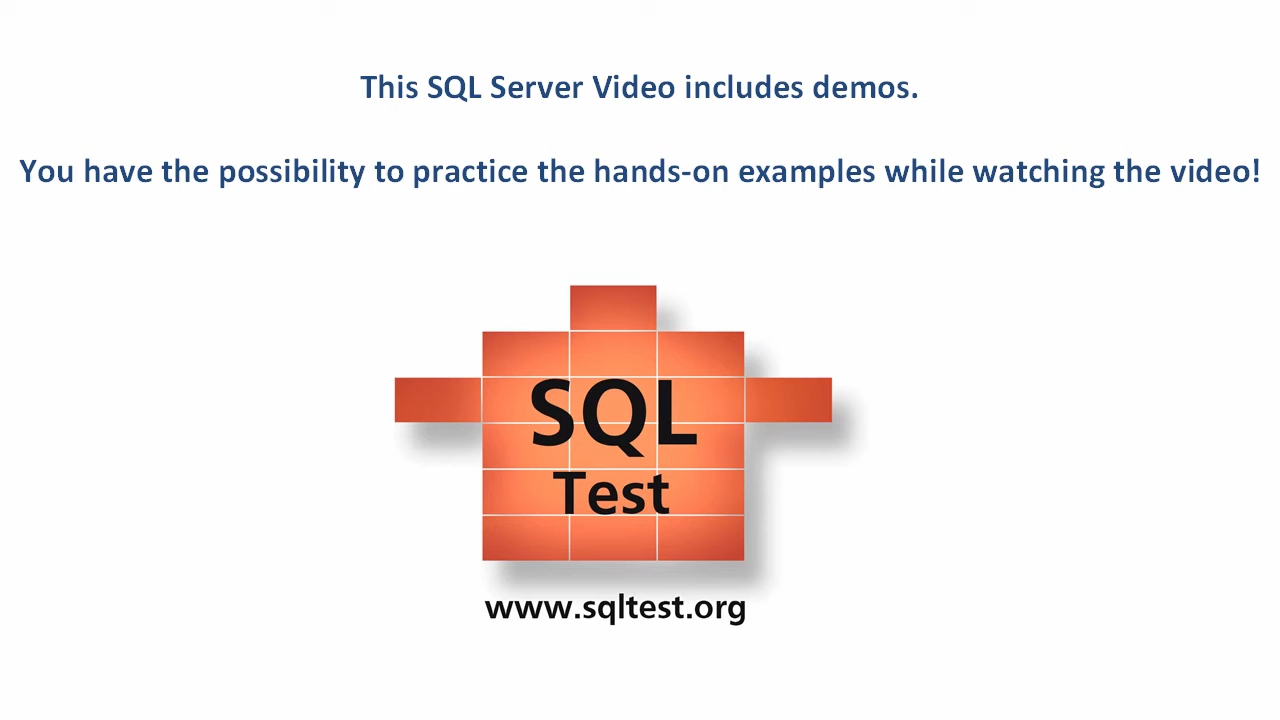 This SQL Server Video includes demos.
You have the possibility to practice the hands-on examples while watching the video!
SQL
Test
www.sqltest.org